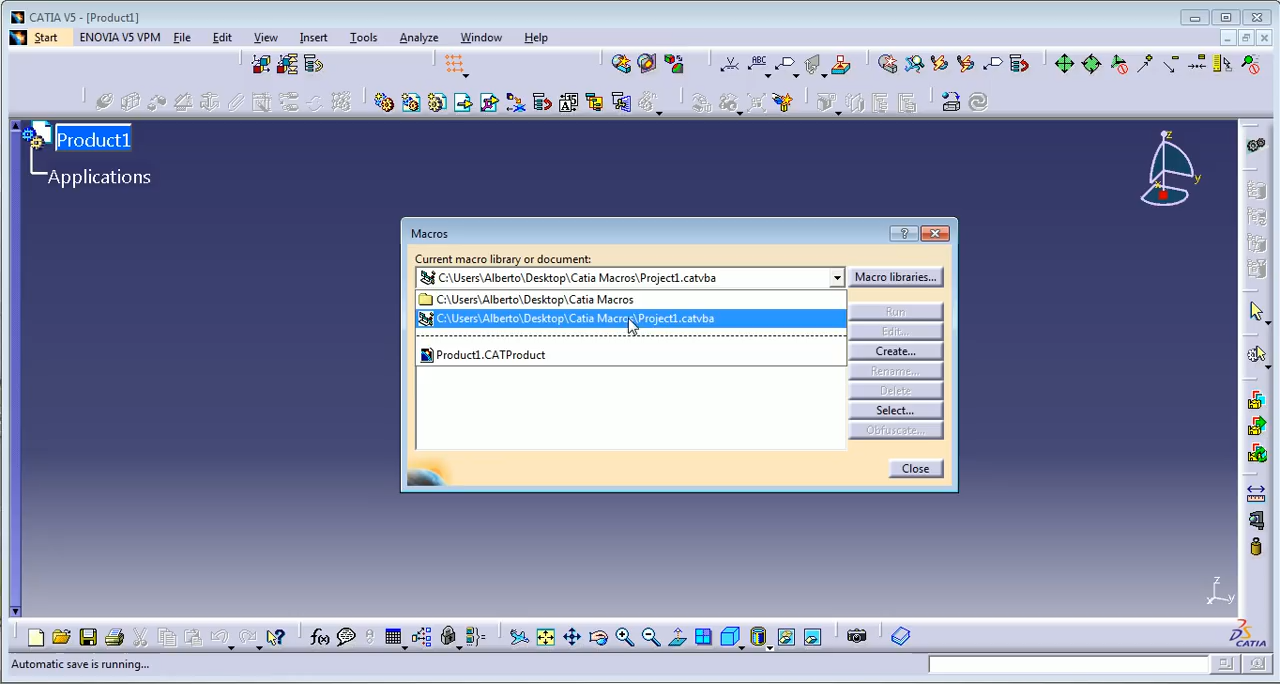 CATIA V5 - [Product1]
Start ENOVIA V5 VPM File Edit View Insert Tools Analyze Window Help
ABC
Product1
Applications
z
y
x
Macros
?
Current macro library or document:
C:\Users\Alberto\Desktop\Catia Macros\Project1.catvba
Macro libraries...
C:\Users\Alberto\Desktop\Catia Macros
C:\Users\Alberto\Desktop\Catia Macros\Project1.catvba
Product1.CATProduct
Run
Edit...
Create...
Rename...
Delete
Select...
Obfuscate...
Close
z
x y
f(x)
CATIA
Automatic save is running...